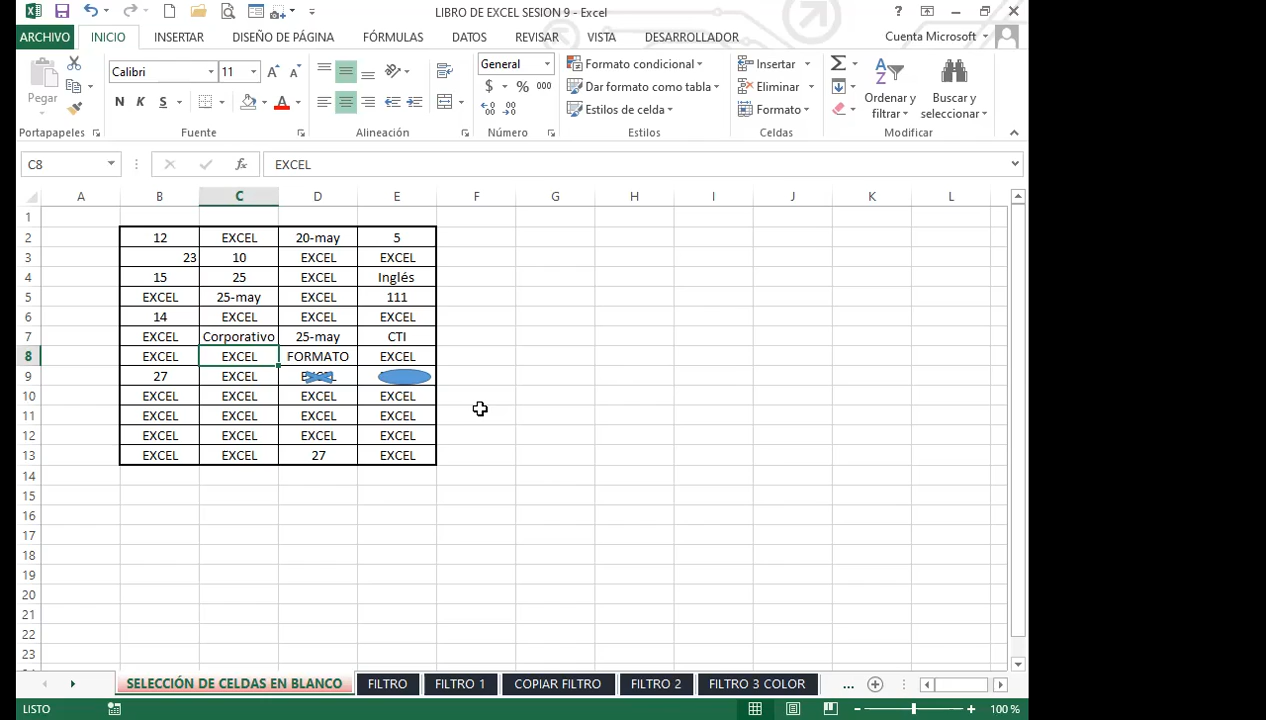 LIBRO DE EXCEL SESION 9 - Excel
ARCHIVO INICIO INSERTAR DISEÑO DE PÁGINA FÓRMULAS DATOS REVISAR VISTA DESARROLLADOR Cuenta Microsoft
Pegar Calibri 11 General Formato condicional Insertar
N K S $ % 000 Dar formato como tabla Eliminar Ordenar y filtrar Buscar y seleccionar
Estilos de celda Formato
Portapapeles Fuente Alineación Número Estilos Celdas Modificar
C8 fx EXCEL
A B C D E F G H I J K L
1
2 12 EXCEL 20-may 5
3 23 10 EXCEL EXCEL
4 15 25 EXCEL Inglés
5 EXCEL 25-may EXCEL 111
6 14 EXCEL EXCEL EXCEL
7 EXCEL Corporativo 25-may CTI
8 EXCEL EXCEL FORMATO EXCEL
9 27 EXCEL EXCEL
10 EXCEL EXCEL EXCEL EXCEL
11 EXCEL EXCEL EXCEL EXCEL
12 EXCEL EXCEL EXCEL EXCEL
13 EXCEL EXCEL 27 EXCEL
14
15
16
17
18
19
20
21
22
23
SELECCIÓN DE CELDAS EN BLANCO FILTRO FILTRO 1 COPIAR FILTRO FILTRO 2 FILTRO 3 COLOR ...
LISTO 100 %